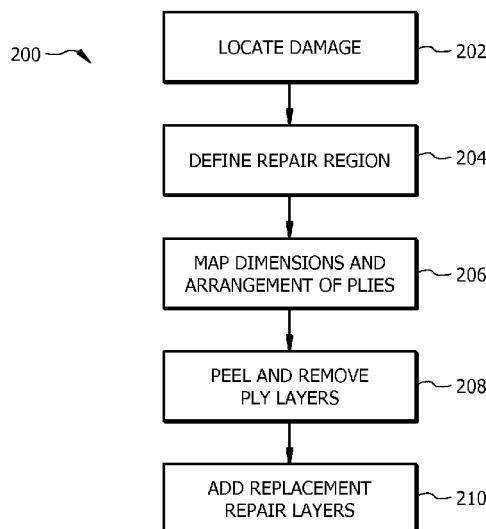 200
LOCATE DAMAGE
202
DEFINE REPAIR REGION
204
MAP DIMENSIONS AND
ARRANGEMENT OF PLIES
206
PEEL AND REMOVE
PLY LAYERS
208
ADD REPLACEMENT
REPAIR LAYERS
210